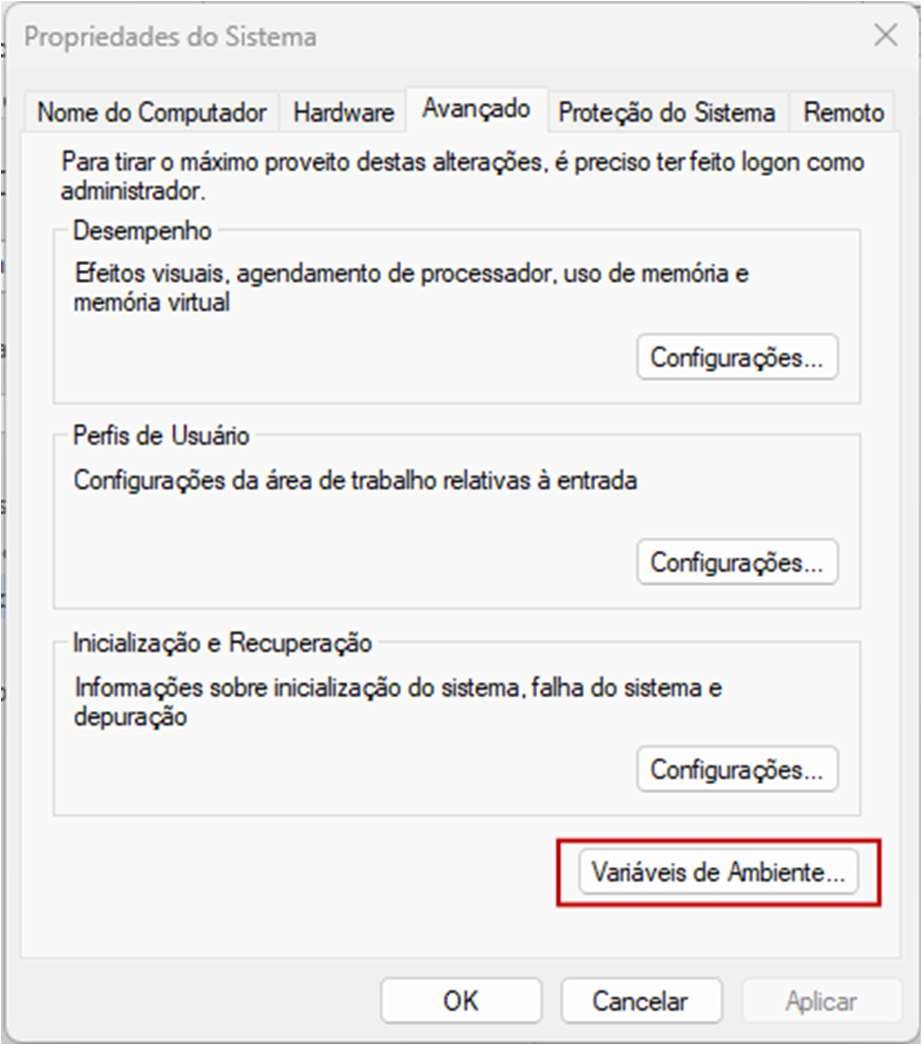 Propriedades do Sistema
Nome do Computador Hardware Avançado Proteção do Sistema Remoto
Para tirar o máximo proveito destas alterações, é preciso ter feito logon como
administrador.
Desempenho
Efeitos visuais, agendamento de processador, uso de memória e
memória virtual
Configurações...
Perfis de Usuário
Configurações da área de trabalho relativas à entrada
Configurações...
Inicialização e Recuperação
Informações sobre inicialização do sistema, falha do sistema e
depuração
Configurações...
Variáveis de Ambiente...
OK Cancelar Aplicar